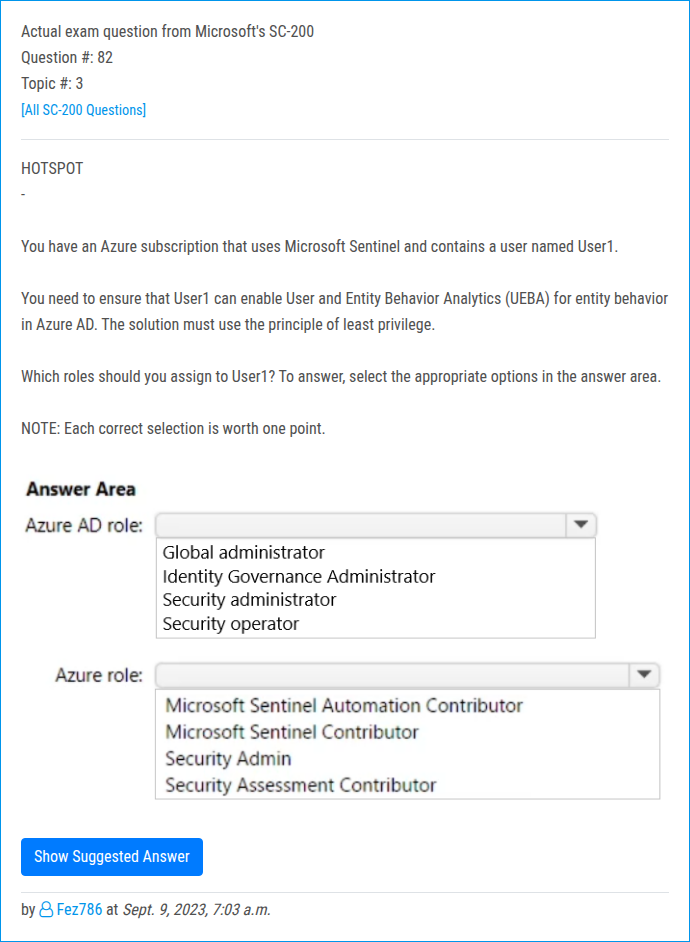 Actual exam question from Microsoft's SC-200
Question #: 82
Topic #: 3
[All SC-200 Questions]
HOTSPOT
-
You have an Azure subscription that uses Microsoft Sentinel and contains a user named User1.
You need to ensure that User1 can enable User and Entity Behavior Analytics (UEBA) for entity behavior
in Azure AD. The solution must use the principle of least privilege.
Which roles should you assign to User1? To answer, select the appropriate options in the answer area.
NOTE: Each correct selection is worth one point.
Answer Area
Azure AD role:
Global administrator
Identity Governance Administrator
Security administrator
Security operator
Azure role:
Microsoft Sentinel Automation Contributor
Microsoft Sentinel Contributor
Security Admin
Security Assessment Contributor
Show Suggested Answer
by Fez786 at Sept. 9, 2023, 7:03 a.m.